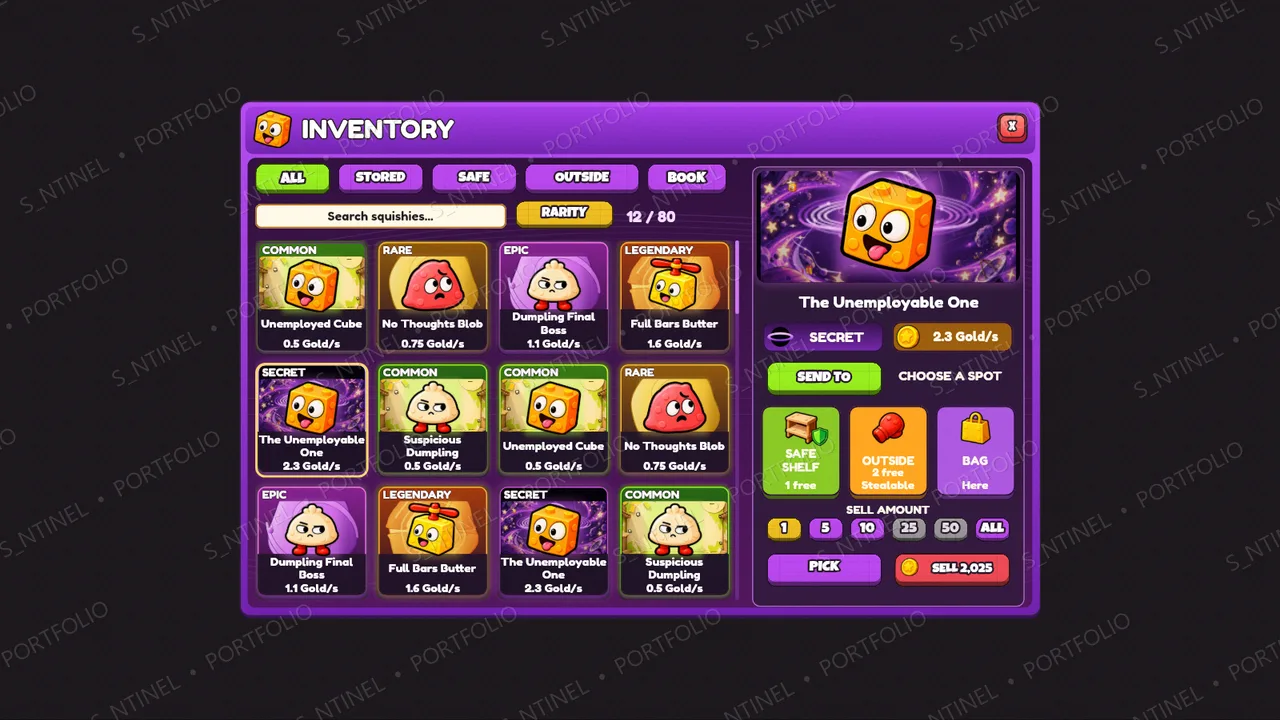 INVENTORY
X
ALL
STORED
SAFE
OUTSIDE
BOOK
Search squishies...
RARITY
12 / 80
COMMON
Unemployed Cube
0.5 Gold/s
RARE
No Thoughts Blob
0.75 Gold/s
EPIC
Dumpling Final
Boss
1.1 Gold/s
LEGENDARY
Full Bars Butter
1.6 Gold/s
SECRET
The Unemployable
One
2.3 Gold/s
COMMON
Suspicious
Dumpling
0.5 Gold/s
COMMON
Unemployed Cube
0.5 Gold/s
RARE
No Thoughts Blob
0.75 Gold/s
EPIC
Dumpling Final
Boss
1.1 Gold/s
LEGENDARY
Full Bars Butter
1.6 Gold/s
SECRET
The Unemployable
One
2.3 Gold/s
COMMON
Suspicious
Dumpling
0.5 Gold/s
The Unemployable One
SECRET
2.3 Gold/s
SEND TO
CHOOSE A SPOT
SAFE
SHELF
1 free
OUTSIDE
2 free
Stealable
BAG
Here
SELL AMOUNT
1
5
10
25
50
ALL
PICK
SELL 2,025
S_NTINEL • PORTFOLIO